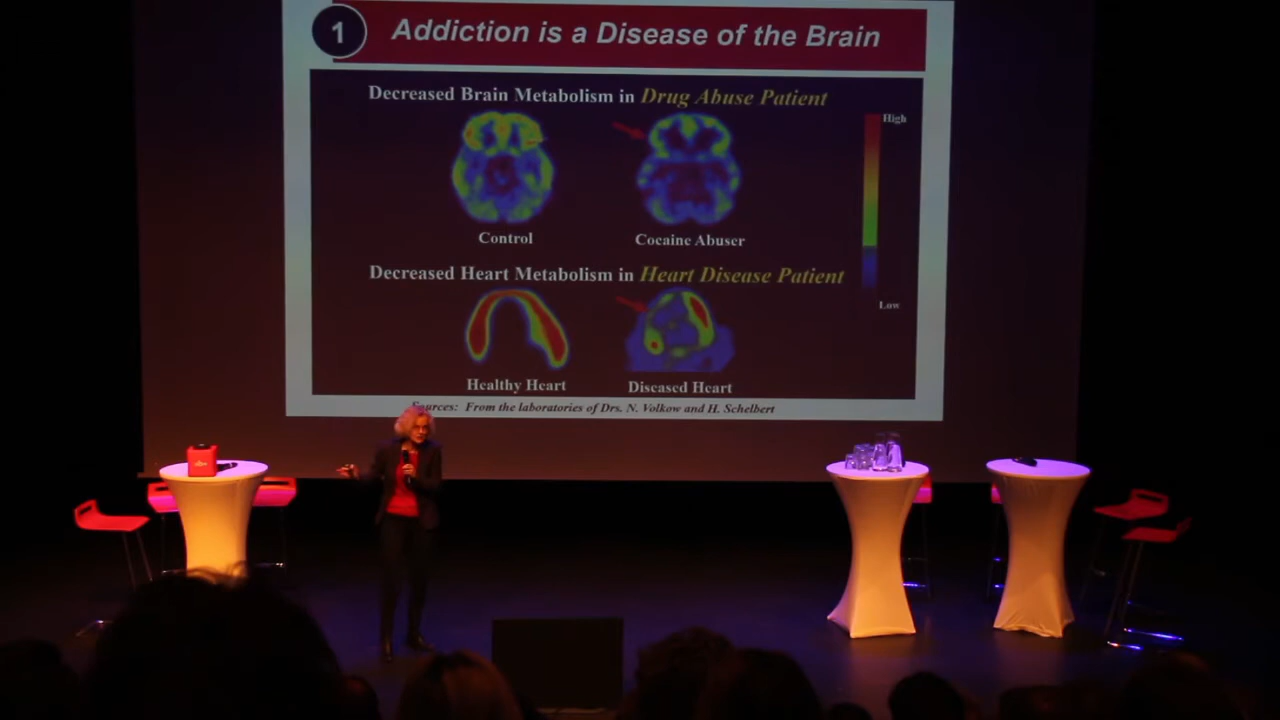 1
Addiction is a Disease of the Brain
Decreased Brain Metabolism in Drug Abuse Patient
High
Control
Cocaine Abuser
Decreased Heart Metabolism in Heart Disease Patient
Low
Healthy Heart
Diseased Heart
Sources: From the laboratories of Drs. N. Volkow and H. Schelbert